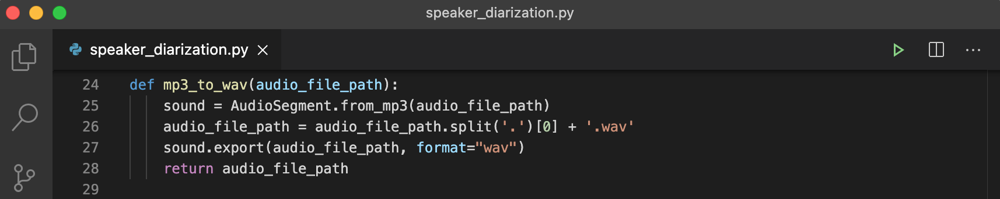 speaker_diarization.py
speaker_diarization.py
24 def mp3_to_wav(audio_file_path):
25 sound = AudioSegment.from_mp3(audio_file_path)
26 audio_file_path = audio_file_path.split('.')[0] + '.wav'
27 sound.export(audio_file_path, format="wav")
28 return audio_file_path
29